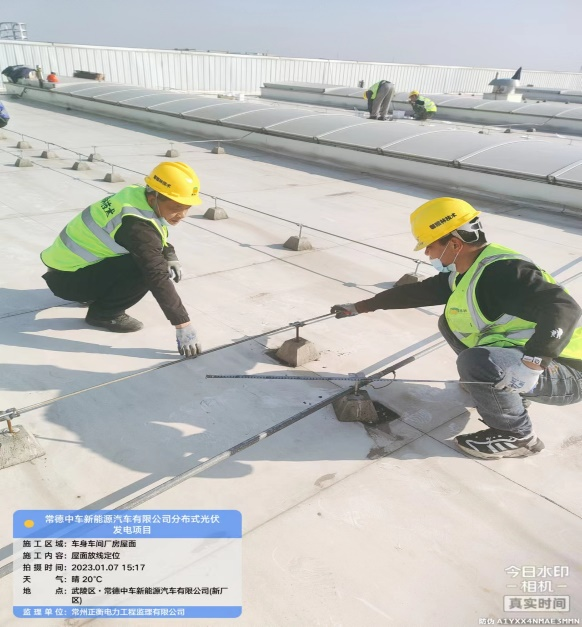 常德中车新能源汽车有限公司分布式光伏
发电项目
施工区域：车身车间厂房屋面
施工内容：屋面放线定位
拍摄时间：2023.01.07 15:17
天气：晴 20℃
地点：武陵区·常德中车新能源汽车有限公司(新厂
区)
监理单位：常州正衡电力工程监理有限公司
今日水印
相机
真实时间
防伪 A1YXX4NMAE3MMN